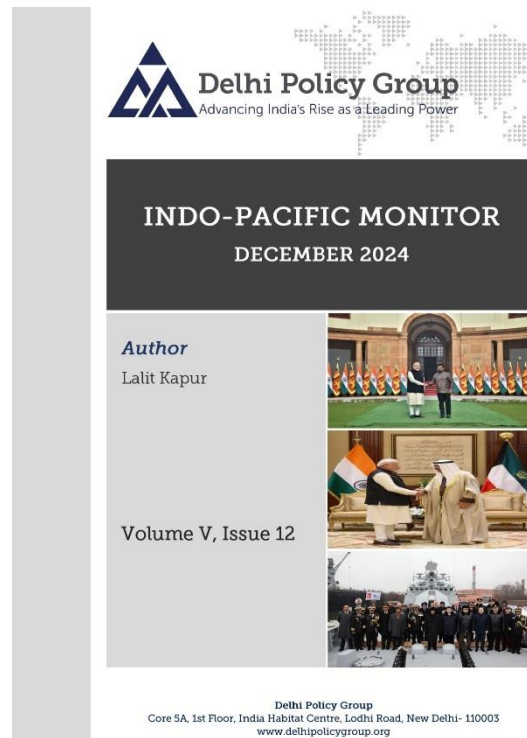 Delhi Policy Group
Advancing India's Rise as a Leading Power
INDO-PACIFIC MONITOR
DECEMBER 2024
Author
Lalit Kapur
Volume V, Issue 12
Delhi Policy Group
Core 5A, 1st Floor, India Habitat Centre, Lodhi Road, New Delhi- 110003
www.delhipolicygroup.org